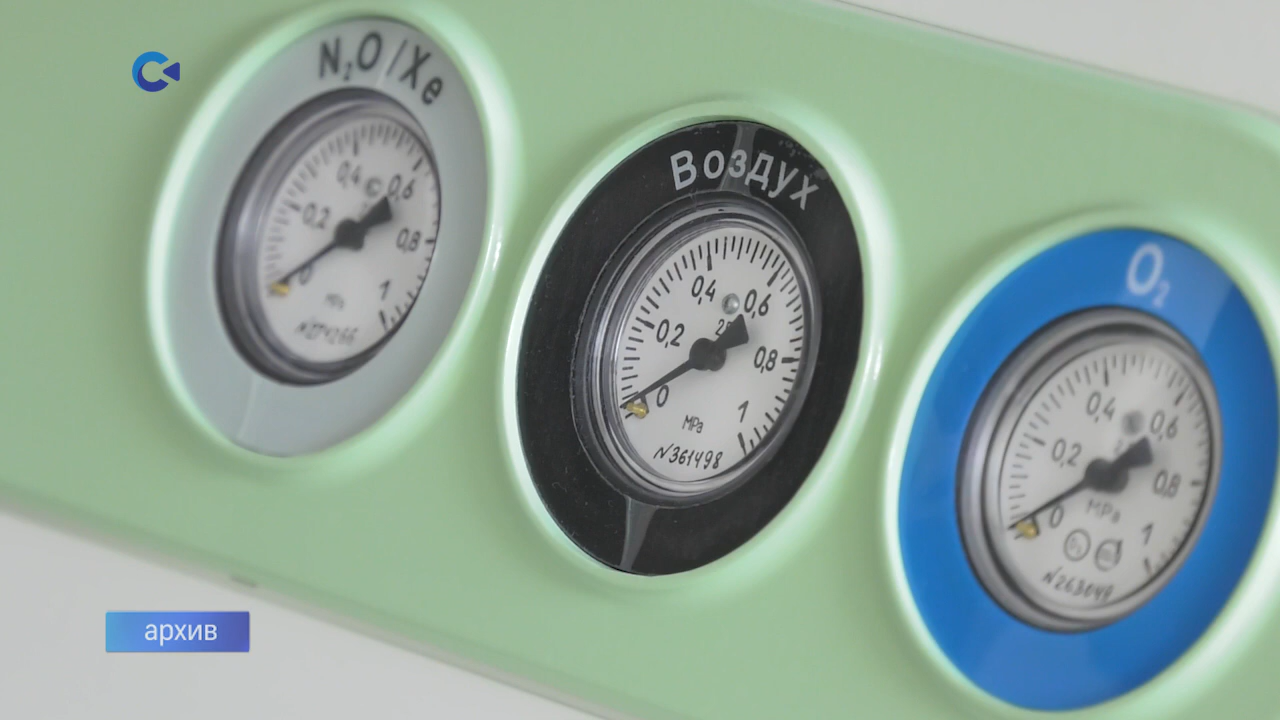 N₂O/Xe
0 0,2 0,4 0,6 0,8 1
MPa
Воздух
0 0,2 0,4 0,6 0,8 1
MPa
N361498
O₂
0 0,2 0,4 0,6 0,8 1
MPa
архив